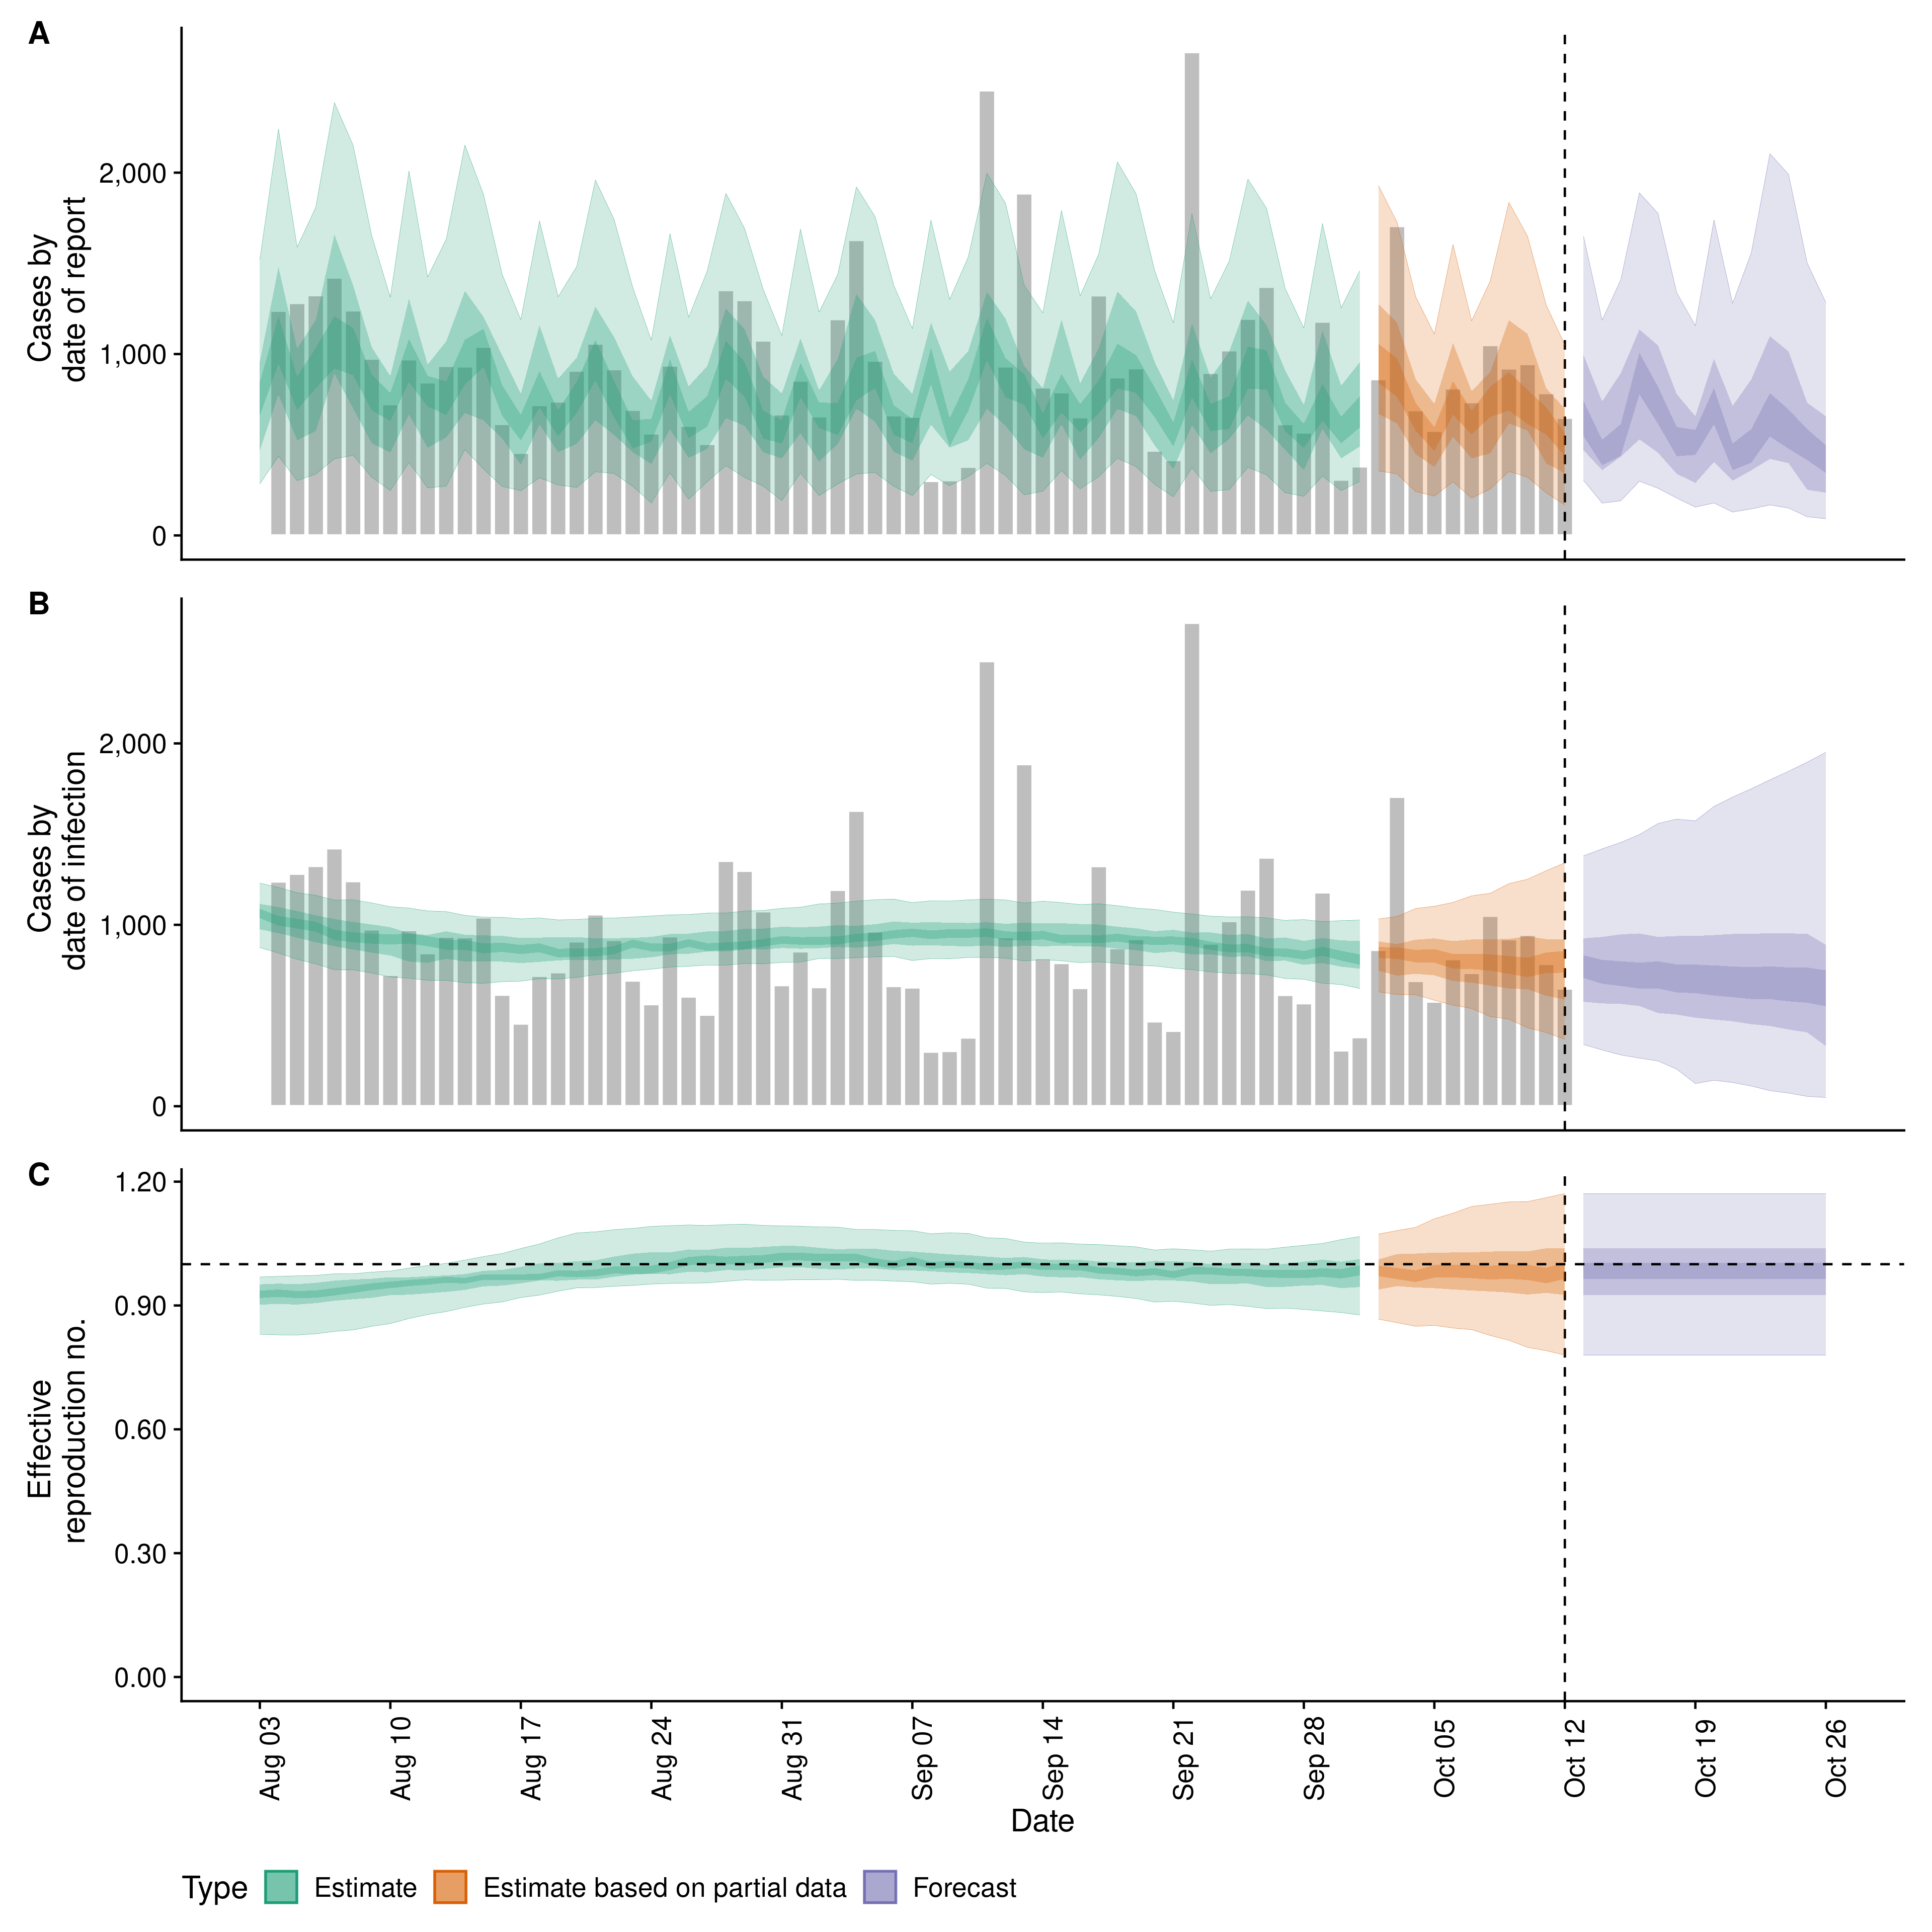 A
Cases by
date of report
2,000
1,000
0
B
Cases by
date of infection
2,000
1,000
0
C
Effective
reproduction no.
1.20
0.90
0.60
0.30
0.00
Aug 03
Aug 10
Aug 17
Aug 24
Aug 31
Sep 07
Sep 14
Sep 21
Sep 28
Oct 05
Oct 12
Oct 19
Oct 26
Date
Type Estimate Estimate based on partial data Forecast